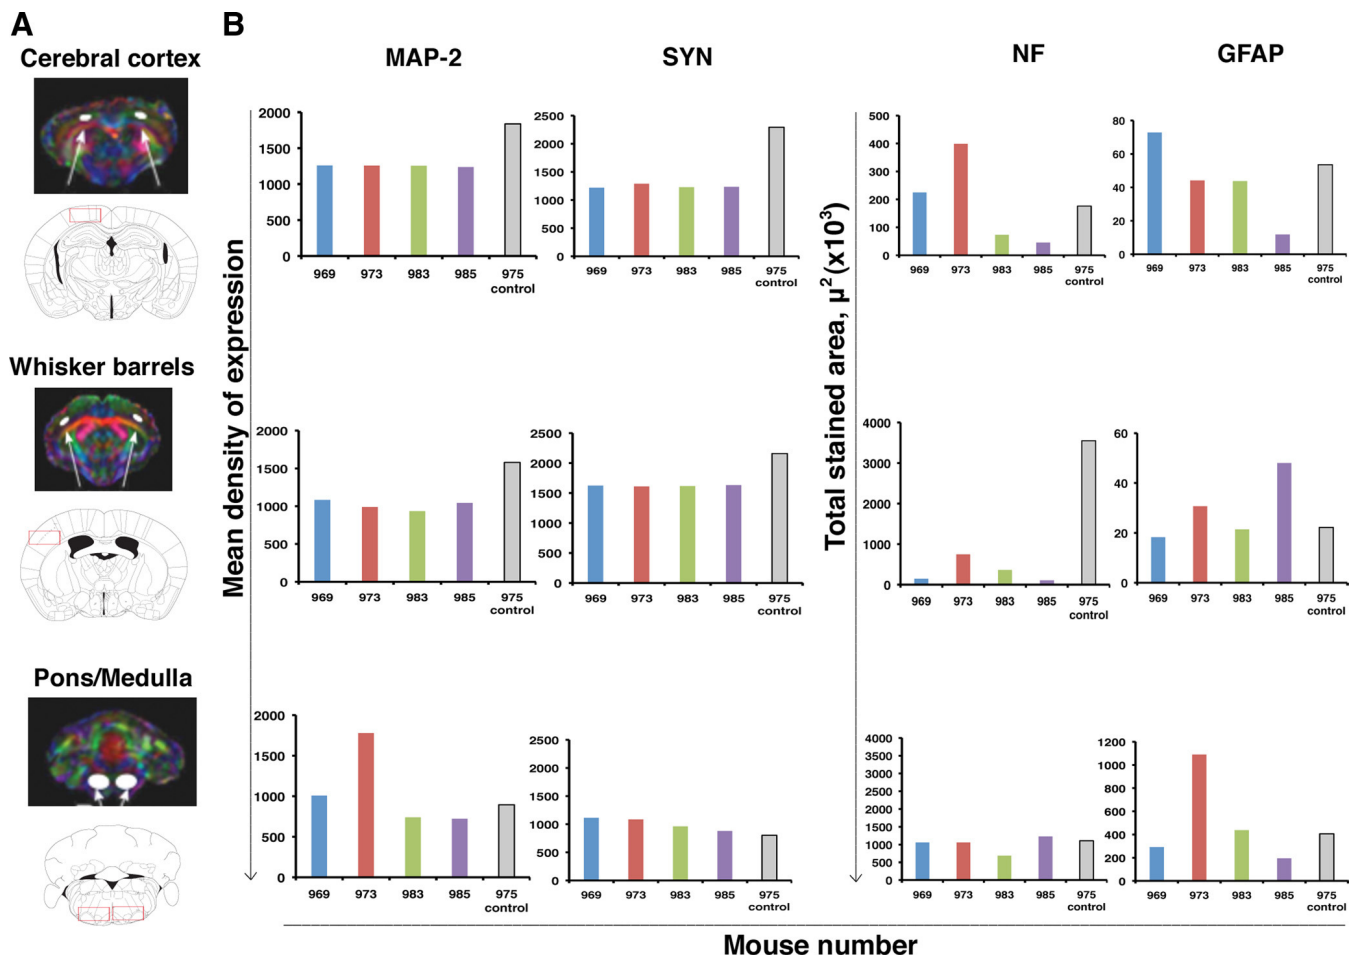 A
B
Cerebral cortex
MAP-2
SYN
NF
GFAP
2000
1500
1000
500
0
969 973 983 985 975
control
2500
2000
1500
1000
500
0
969 973 983 985 975
control
500
400
300
200
100
0
969 973 983 985 975
control
80
60
40
20
0
969 973 983 985 975
control
Mean density of expression
Total stained area, µ² (x10³)
Whisker barrels
2000
1500
1000
500
0
969 973 983 985 975
control
2500
2000
1500
1000
500
0
969 973 983 985 975
control
4000
3000
2000
1000
0
969 973 983 985 975
control
60
40
20
0
969 973 983 985 975
control
Pons/Medulla
2000
1500
1000
500
0
969 973 983 985 975
control
2500
2000
1500
1000
500
0
969 973 983 985 975
control
4000
3500
3000
2500
2000
1500
1000
500
0
969 973 983 985 975
control
1200
1000
800
600
400
200
0
969 973 983 985 975
control
Mouse number